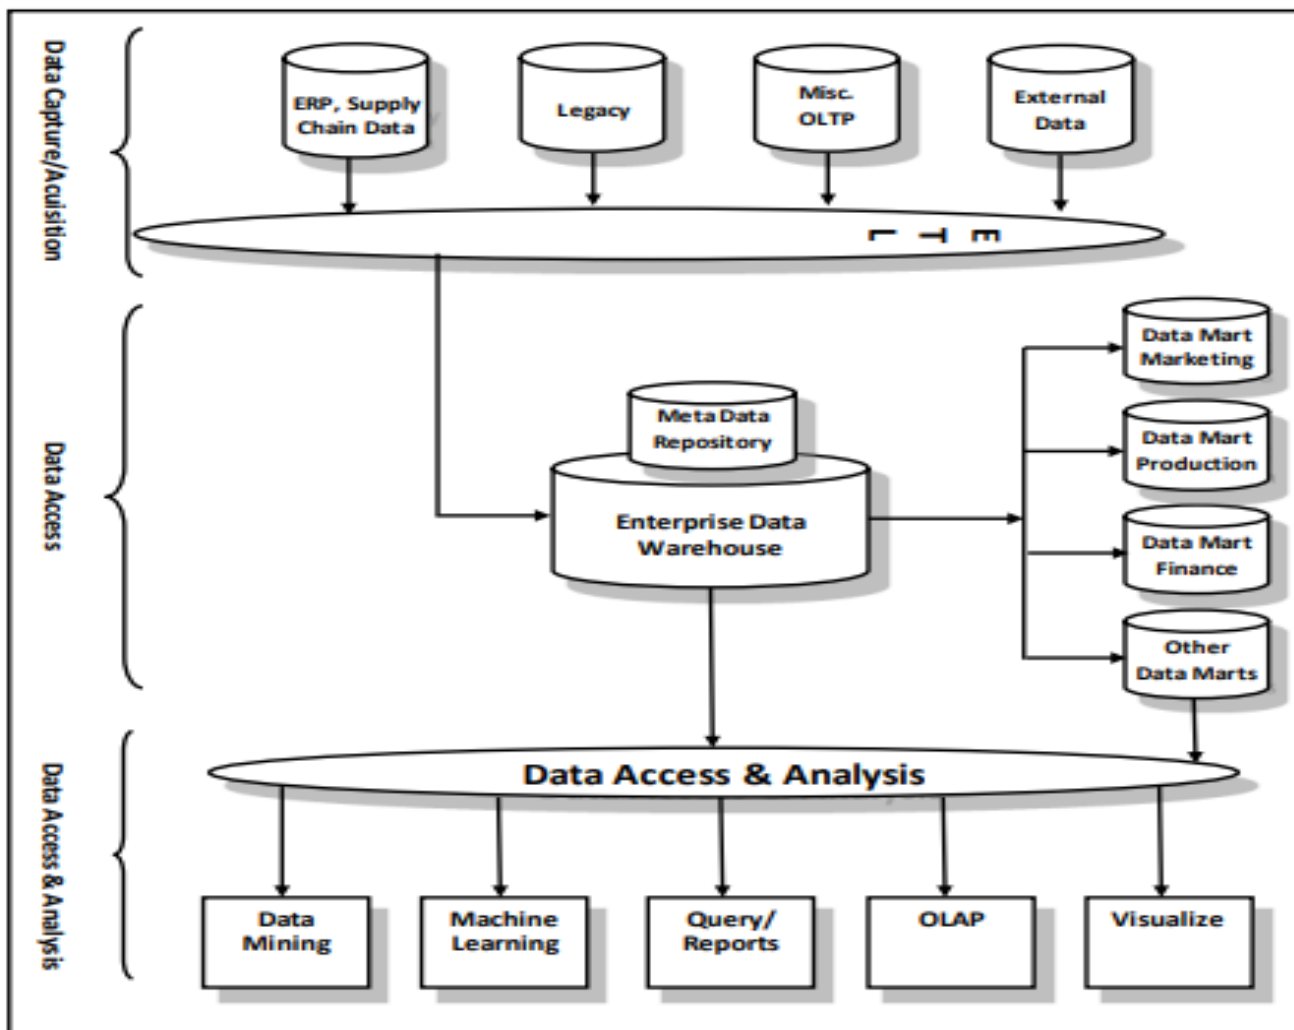 Data Capture/Acuisition
ERP, Supply
Chain Data
Legacy
Misc.
OLTP
External
Data
E
T
L
Data Access
Meta Data
Repository
Enterprise Data
Warehouse
Data Mart
Marketing
Data Mart
Production
Data Mart
Finance
Other
Data Marts
Data Access & Analysis
Data Access & Analysis
Data
Mining
Machine
Learning
Query/
Reports
OLAP
Visualize